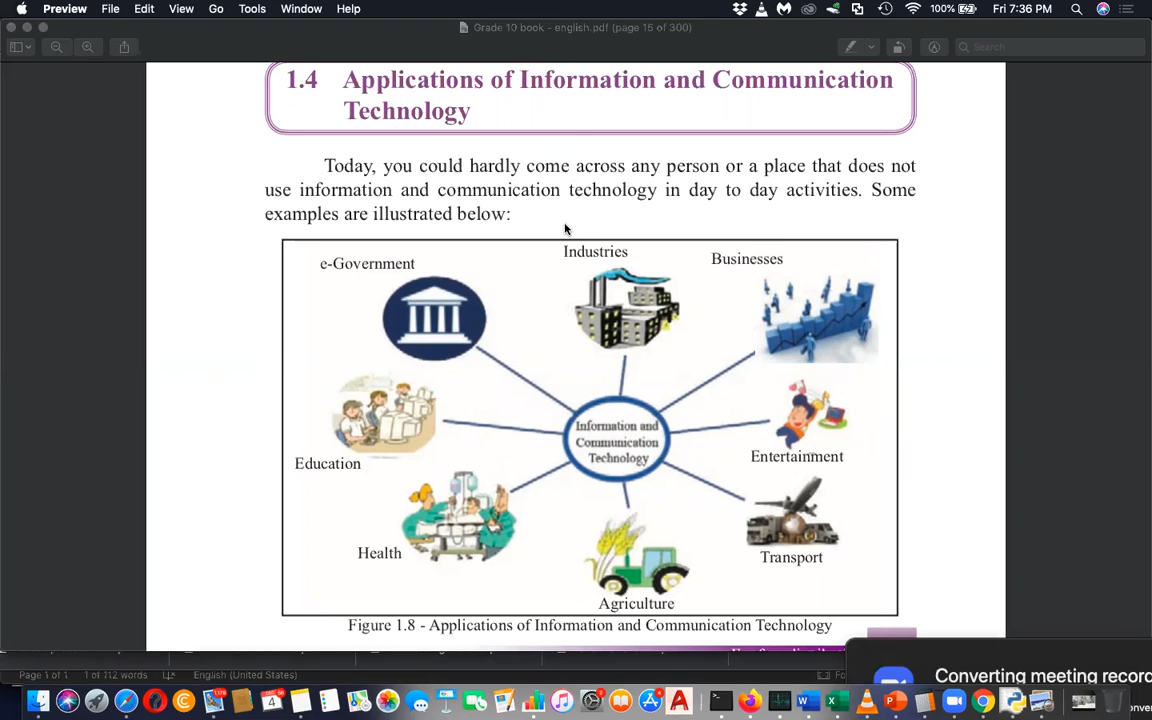 Preview File Edit View Go Tools Window Help 100% Fri 7:36 PM
Grade 10 book - english.pdf (page 15 of 300)
Search
1.4 Applications of Information and Communication
Technology
Today, you could hardly come across any person or a place that does not
use information and communication technology in day to day activities. Some
examples are illustrated below:
e-Government
Industries
Businesses
Information and
Communication
Technology
Education
Entertainment
Health
Transport
Agriculture
Figure 1.8 - Applications of Information and Communication Technology
Page 1 of 1 1 of 712 words English (United States)
Converting meeting record